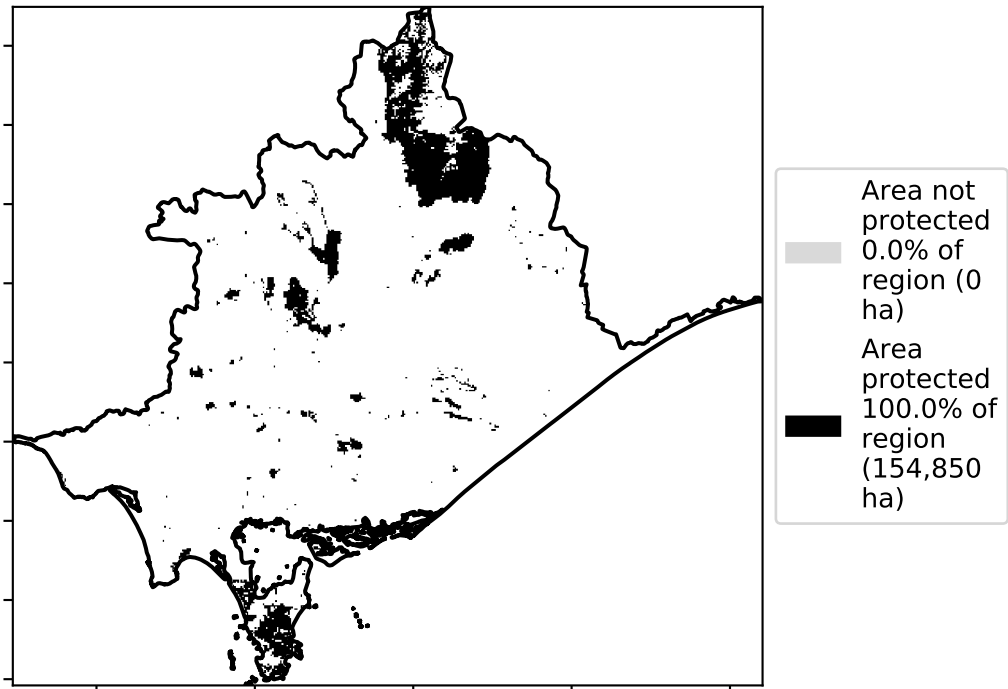 Area not
protected
0.0% of
region (0
ha)
Area
protected
100.0% of
region
(154,850
ha)